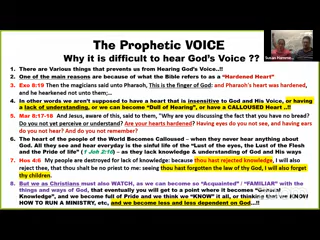 The Prophetic VOICE
Why it is difficult to hear God's Voice ??
1. There are Various things that prevents us from Hearing God's Voice..!!
2. One of the main reasons are because of what the Bible refers to as a "Hardened Heart"
3. Exo 8:19 Then the magicians said unto Pharaoh, This is the finger of God: and Pharaoh's heart was hardened,
and he hearkened not unto them;...
4. In other words we aren't supposed to have a heart that is insensitive to God and His Voice, or having
a lack of understanding, or we can become "Dull of Hearing", or have a CALLOUSED Heart ...!!
5. Mar 8:17-18 And Jesus, aware of this, said to them, "Why are you discussing the fact that you have no bread?
Do you not yet perceive or understand? Are your hearts hardened? Having eyes do you not see, and having ears
do you not hear? And do you not remember?
6. The heart of the people of the World Becomes Calloused - when they never hear anything about
God. All they see and hear everyday is the sinful life of the "Lust of the eyes, the Lust of the Flesh
and the Pride of life" (1 Joh 2:16) – as they lack knowledge & understanding of God and His ways
7. Hos 4:6 My people are destroyed for lack of knowledge: because thou hast rejected knowledge, I will also
reject thee, that thou shalt be no priest to me: seeing thou hast forgotten the law of thy God, I will also forget
thy children.
8. But we as Christians must also WATCH, as we can become so "Acquainted" / "FAMILIAR" with the
things and ways of God, that eventually you can get to a point where it becomes "General
Knowledge", and we become full of Pride and we think we "KNOW" it all, or thinking that we KNOW
HOW TO RUN A MINISTRY, etc, and we become less and less dependent on God...!!